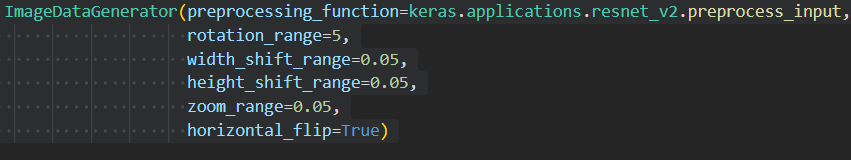 ImageDataGenerator(preprocessing_function=keras.applications.resnet_v2.preprocess_input,
rotation_range=5,
width_shift_range=0.05,
height_shift_range=0.05,
zoom_range=0.05,
horizontal_flip=True)